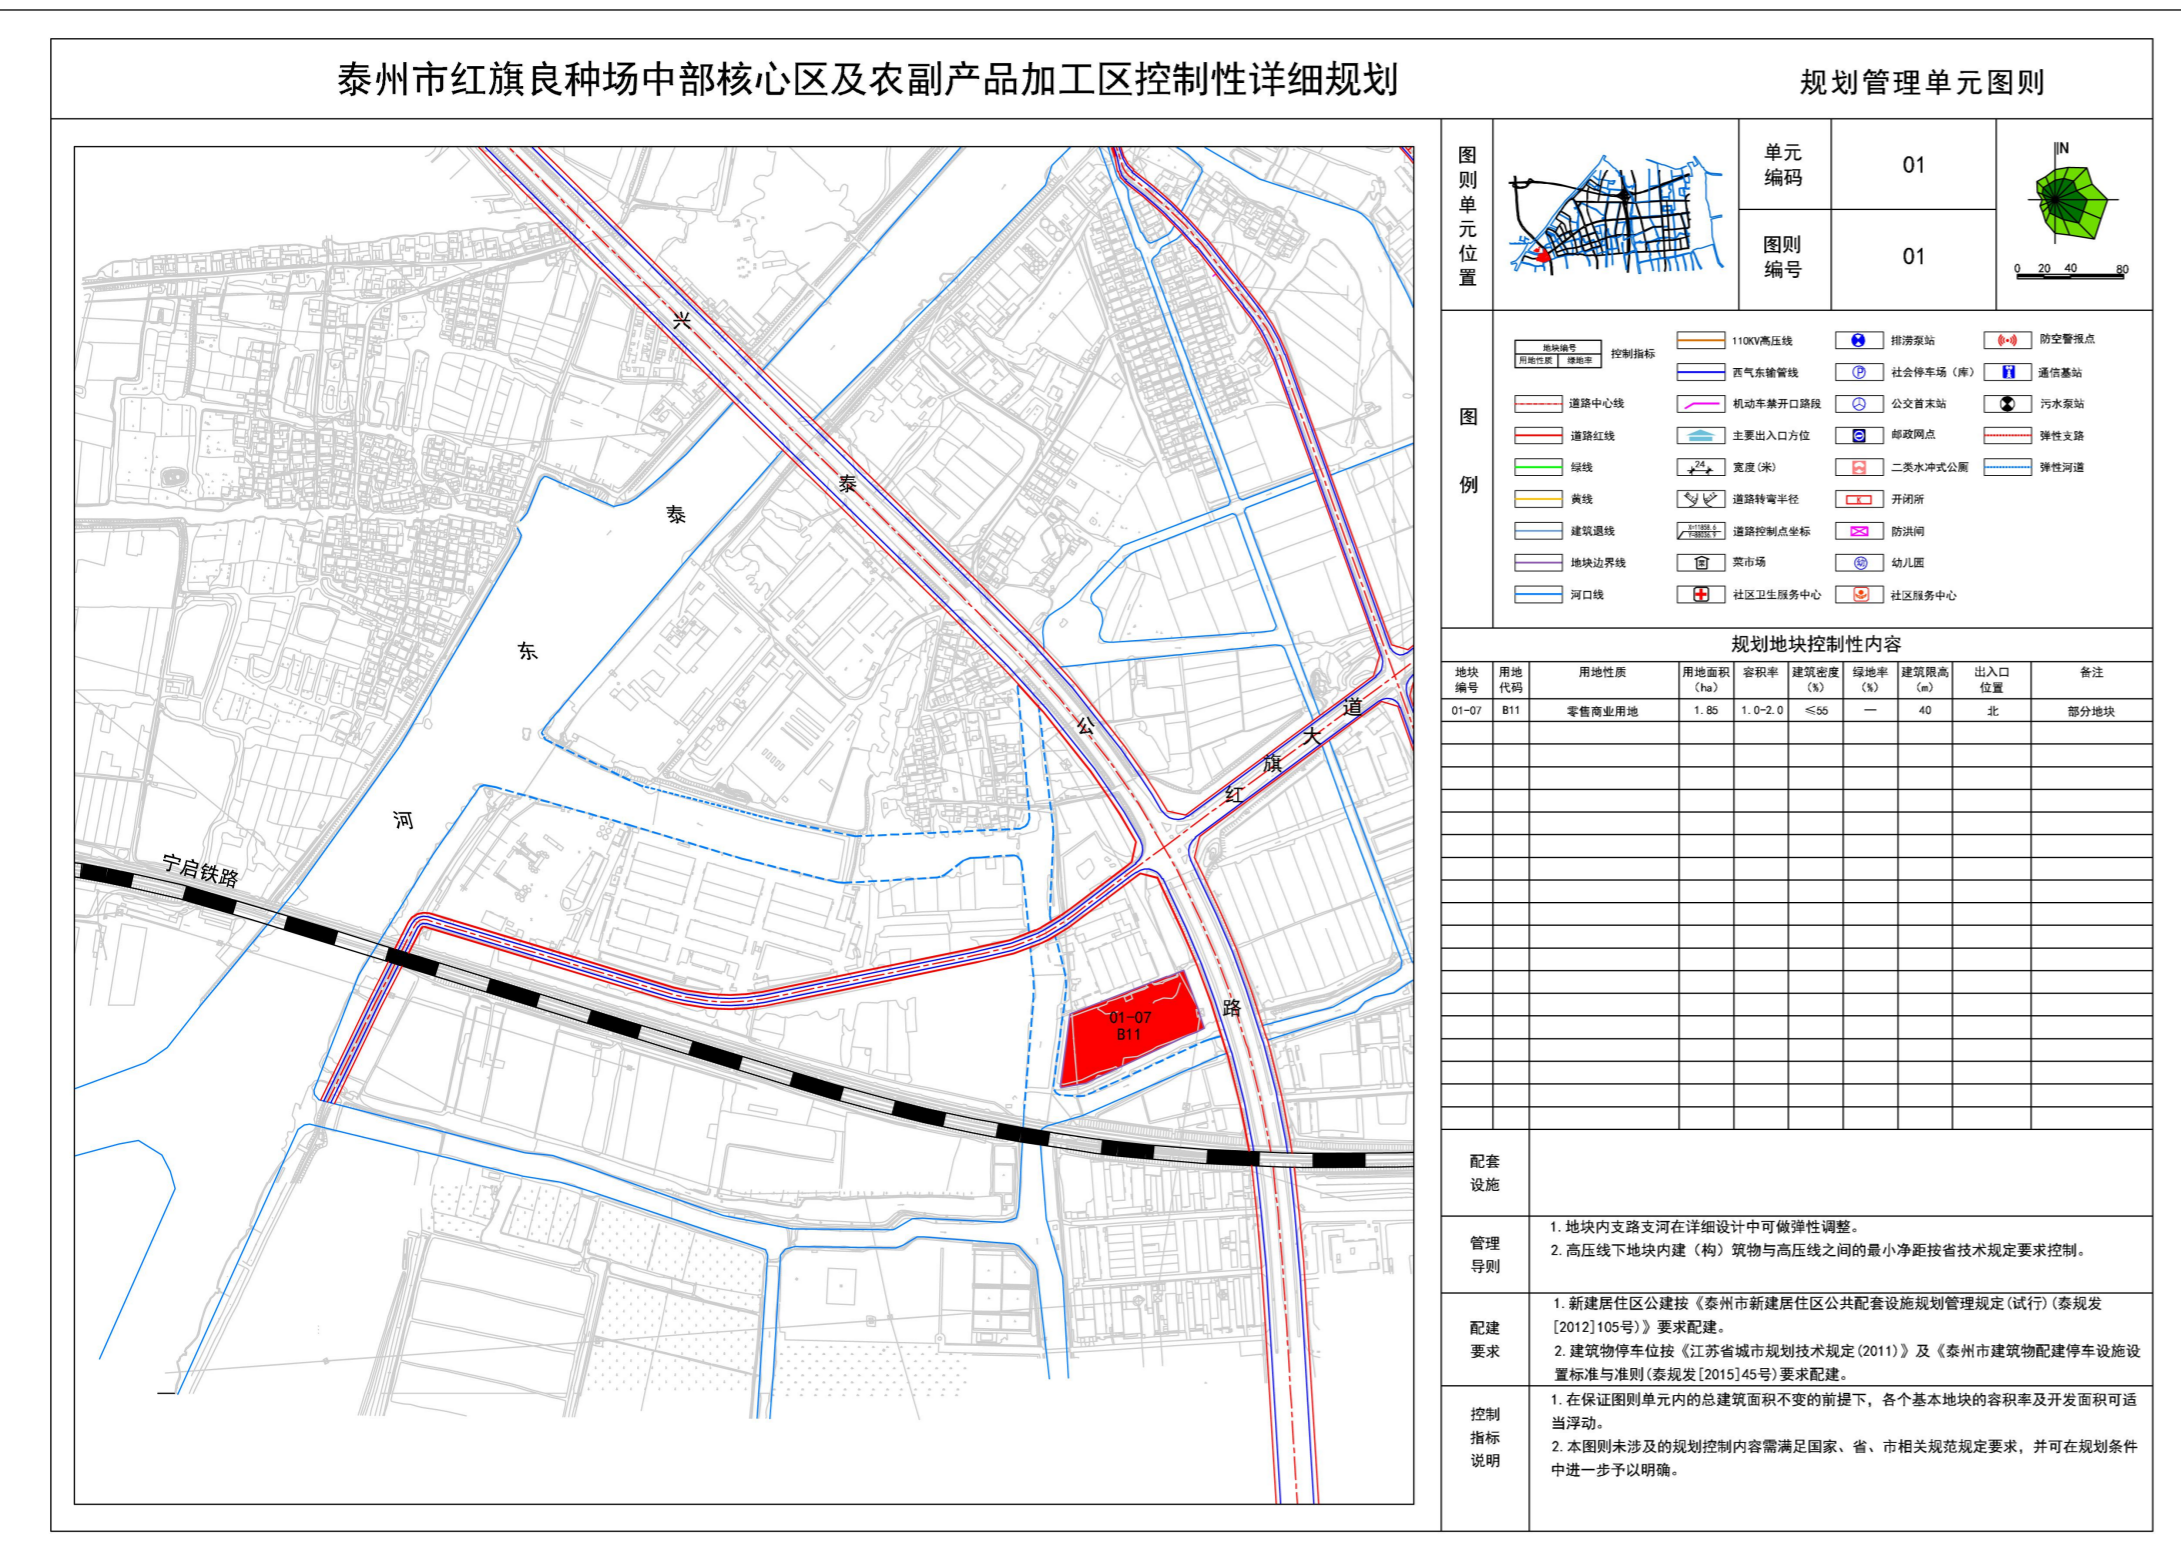 泰州市红旗良种场中部核心区及农副产品加工区控制性详细规划
规划管理单元图则
图则单元位置
单元编码
01
图则编号
01
N
0 20 40 80
图例
地块编号
用地性质 绿地率
控制指标
道路中心线
道路红线
绿线
黄线
建筑退线
地块边界线
河口线
110KV高压线
西气东输管线
机动车禁开口路段
主要出入口方位
24
宽度(米)
道路转弯半径
道路控制点坐标
菜市场
社区卫生服务中心
排涝泵站
P
社会停车场（库）
公交首末站
邮政网点
二类水冲式公厕
K
开闭所
防洪闸
幼
幼儿园
社区服务中心
防空警报点
通信基站
污水泵站
弹性支路
弹性河道
规划地块控制性内容
地块编号 用地代码 用地性质 用地面积(ha) 容积率 建筑密度(%) 绿地率(%) 建筑限高(m) 出入口位置 备注
01-07 B11 零售商业用地 1.85 1.0-2.0 ≤55 — 40 北 部分地块
配套设施
管理导则
1.地块内支路支河在详细设计中可做弹性调整。
2.高压线下地块内建（构）筑物与高压线之间的最小净距按省技术规定要求控制。
配建要求
1.新建居住区公建按《泰州市新建居住区公共配套设施规划管理规定(试行)(泰规发
[2012]105号)》要求配建。
2.建筑物停车位按《江苏省城市规划技术规定(2011)》及《泰州市建筑物配建停车设施设
置标准与准则(泰规发[2015]45号)要求配建。
控制指标说明
1.在保证图则单元内的总建筑面积不变的前提下，各个基本地块的容积率及开发面积可适
当浮动。
2.本图则未涉及的规划控制内容需满足国家、省、市相关规范规定要求，并可在规划条件
中进一步予以明确。
兴泰公路
泰东河
红旗大道
宁启铁路
01-07
B11